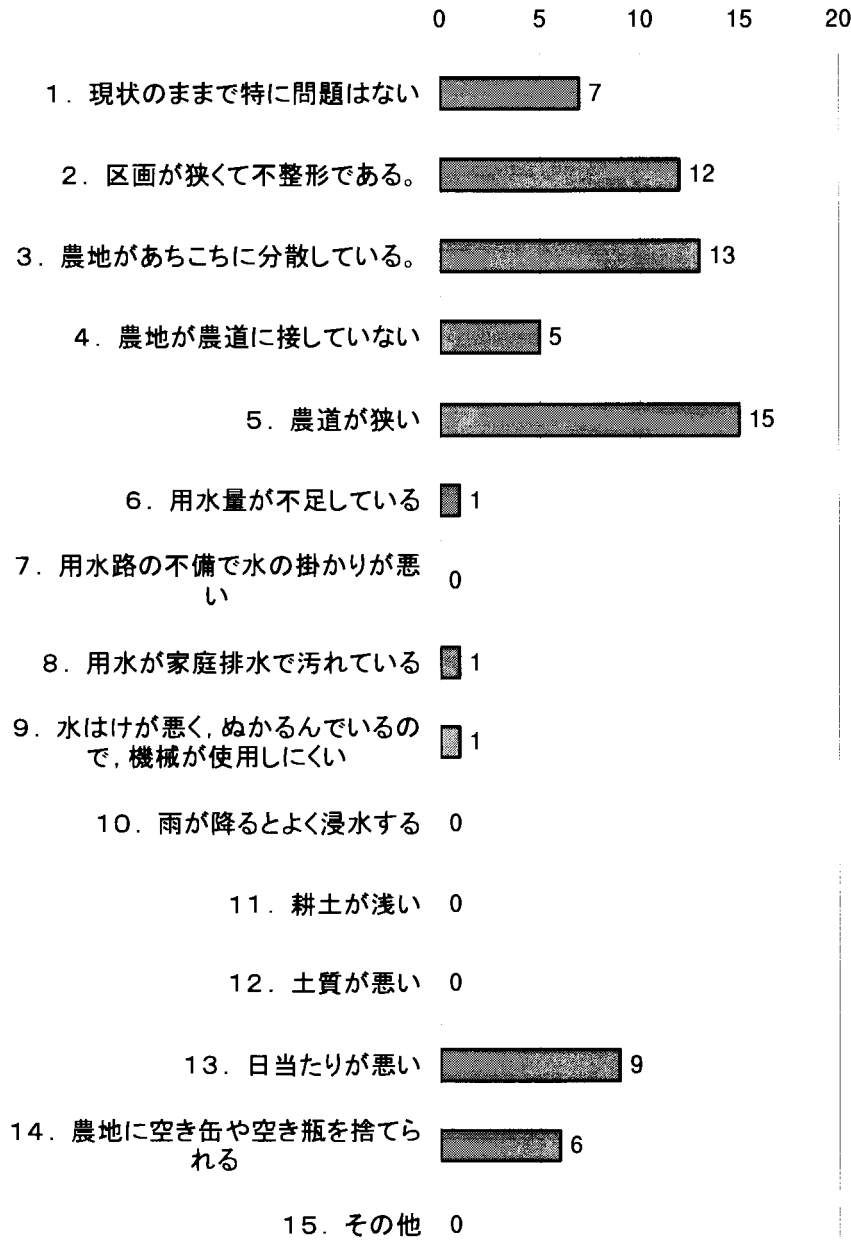 0 5 10 15 20
1．現状のままで特に問題はない 7
2．区画が狭くて不整形である。 12
3．農地があちこちに分散している。 13
4．農地が農道に接していない 5
5．農道が狭い 15
6．用水量が不足している 1
7．用水路の不備で水の掛かりが悪
い 0
8．用水が家庭排水で汚れている 1
9．水はけが悪く，ぬかるんでいるの
で，機械が使用しにくい 1
10．雨が降るとよく浸水する 0
11．耕土が浅い 0
12．土質が悪い 0
13．日当たりが悪い 9
14．農地に空き缶や空き瓶を捨てら
れる 6
15．その他 0